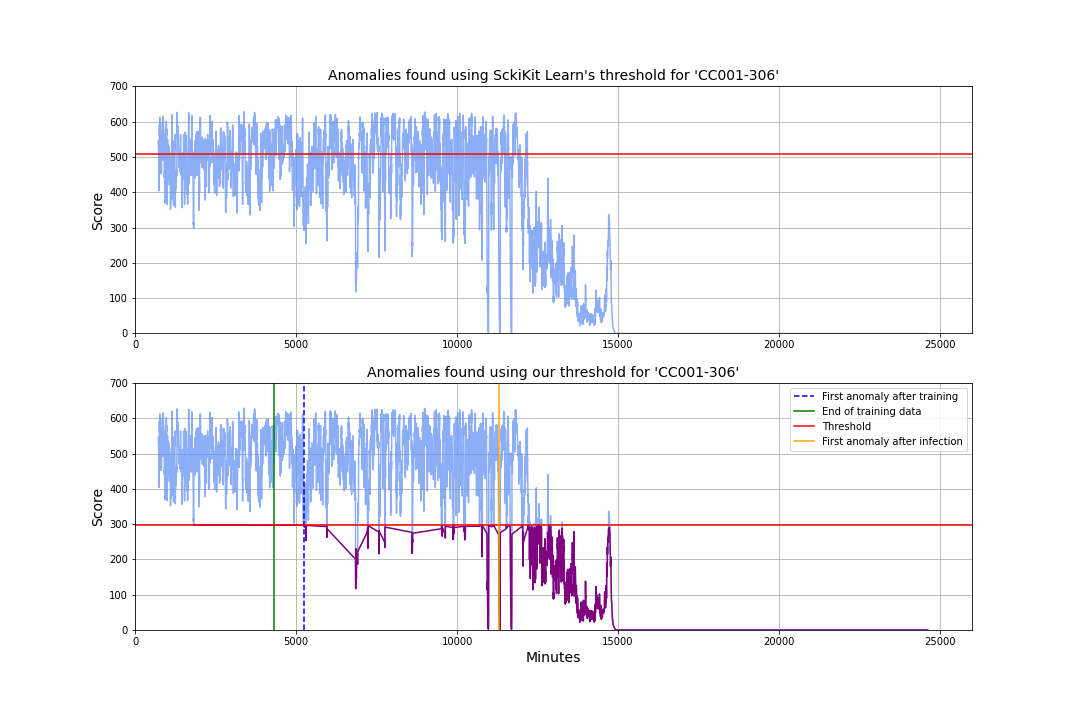 Anomalies found using SckiKit Learn's threshold for 'CC001-306'
700
600
500
400
300
200
100
0
Score
0 5000 10000 15000 20000 25000
Anomalies found using our threshold for 'CC001-306'
700
600
500
400
300
200
100
0
Score
First anomaly after training
End of training data
Threshold
First anomaly after infection
0 5000 10000 15000 20000 25000
Minutes